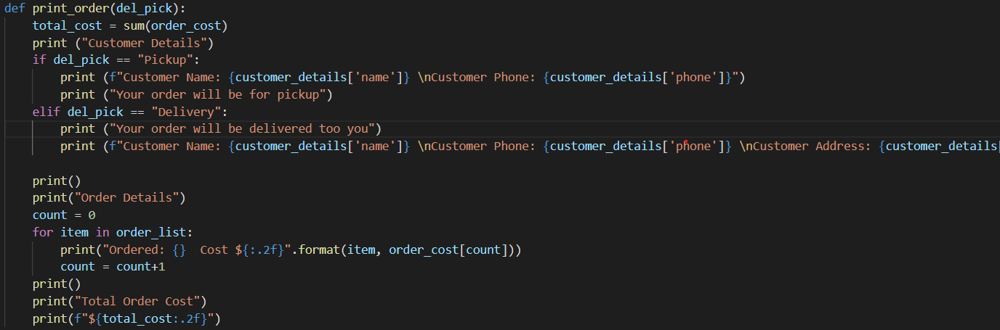 def print_order(del_pick):
    total_cost = sum(order_cost)
    print ("Customer Details")
    if del_pick == "Pickup":
        print (f"Customer Name: {customer_details['name']} \nCustomer Phone: {customer_details['phone']}")
        print ("Your order will be for pickup")
    elif del_pick == "Delivery":
        print ("Your order will be delivered too you")
        print (f"Customer Name: {customer_details['name']} \nCustomer Phone: {customer_details['phone']} \nCustomer Address: {customer_details[
    print()
    print("Order Details")
    count = 0
    for item in order_list:
        print("Ordered: {}  Cost ${:.2f}".format(item, order_cost[count]))
        count = count+1
    print()
    print("Total Order Cost")
    print(f"${total_cost:.2f}")